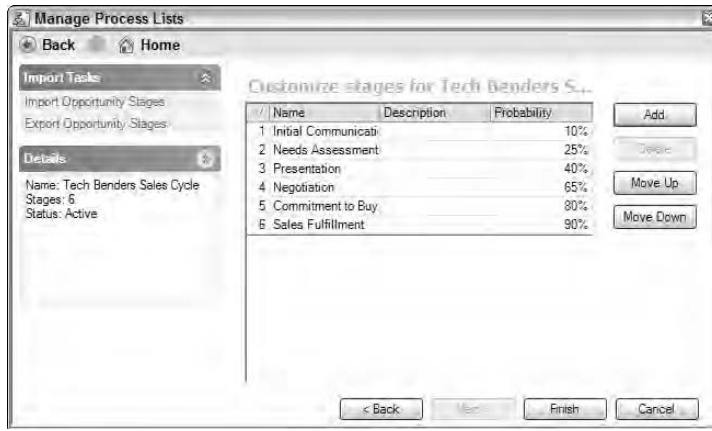 Manage Process Lists
Back Home
Import Tasks
Import Opportunity Stages
Export Opportunity Stages
Details
Name: Tech Benders Sales Cycle
Stages: 6
Status: Active
Customize stages for Tech Benders S...
Name Description Probability
1 Initial Communicati 10%
2 Needs Assessment 25%
3 Presentation 40%
4 Negotiation 65%
5 Commitment to Buy 80%
6 Sales Fulfillment 90%
Add
Delete
Move Up
Move Down
< Back Finish Cancel